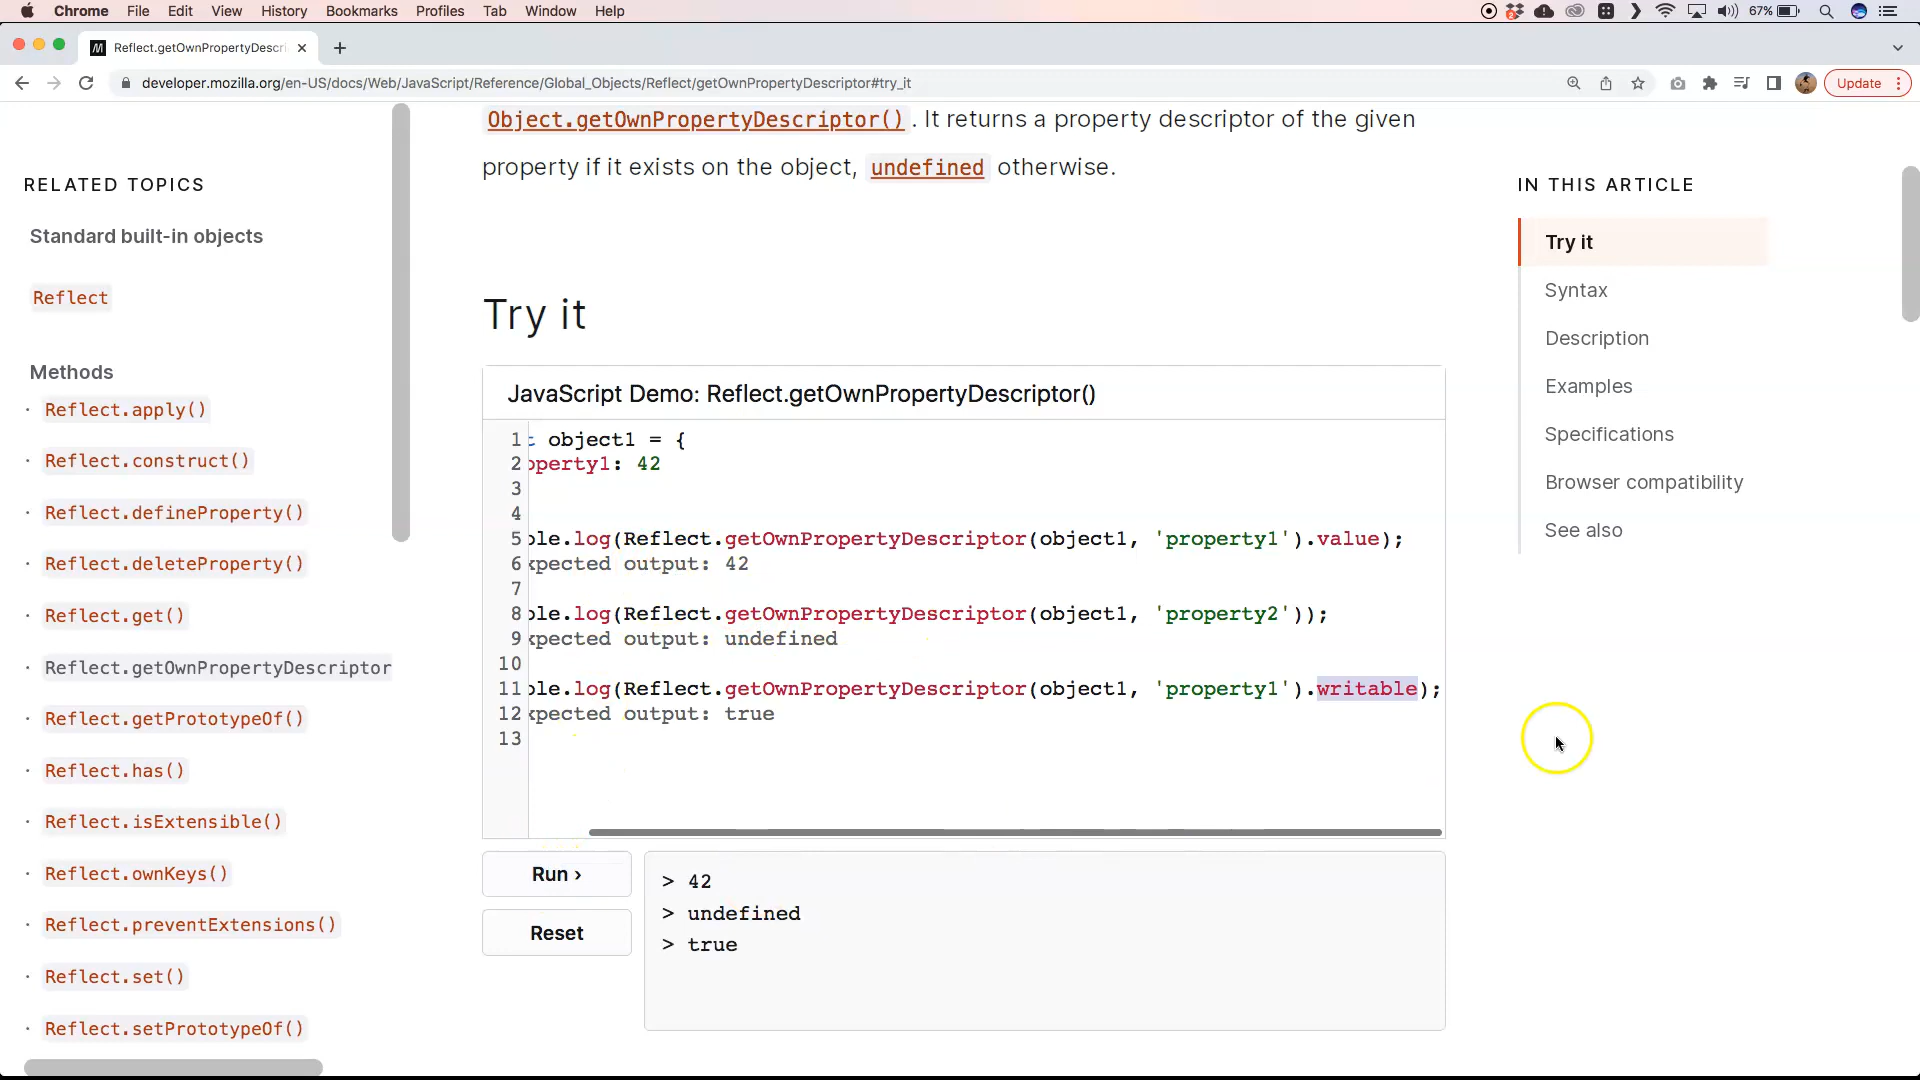 Chrome File Edit View History Bookmarks Profiles Tab Window Help
67%
Reflect.getOwnPropertyDescri
developer.mozilla.org/en-US/docs/Web/JavaScript/Reference/Global_Objects/Reflect/getOwnPropertyDescriptor#try_it
Update
RELATED TOPICS
Standard built-in objects
Reflect
Methods
Reflect.apply()
Reflect.construct()
Reflect.defineProperty()
Reflect.deleteProperty()
Reflect.get()
Reflect.getOwnPropertyDescriptor
Reflect.getPrototypeOf()
Reflect.has()
Reflect.isExtensible()
Reflect.ownKeys()
Reflect.preventExtensions()
Reflect.set()
Reflect.setPrototypeOf()
Object.getOwnPropertyDescriptor() . It returns a property descriptor of the given
property if it exists on the object, undefined otherwise.
Try it
JavaScript Demo: Reflect.getOwnPropertyDescriptor()
1 t object1 = {
2 operty1: 42
3
4
5 ole.log(Reflect.getOwnPropertyDescriptor(object1, 'property1').value);
6 xpected output: 42
7
8 ole.log(Reflect.getOwnPropertyDescriptor(object1, 'property2'));
9 xpected output: undefined
10
11 ole.log(Reflect.getOwnPropertyDescriptor(object1, 'property1').writable);
12 xpected output: true
13
Run ›
Reset
> 42
> undefined
> true
IN THIS ARTICLE
Try it
Syntax
Description
Examples
Specifications
Browser compatibility
See also